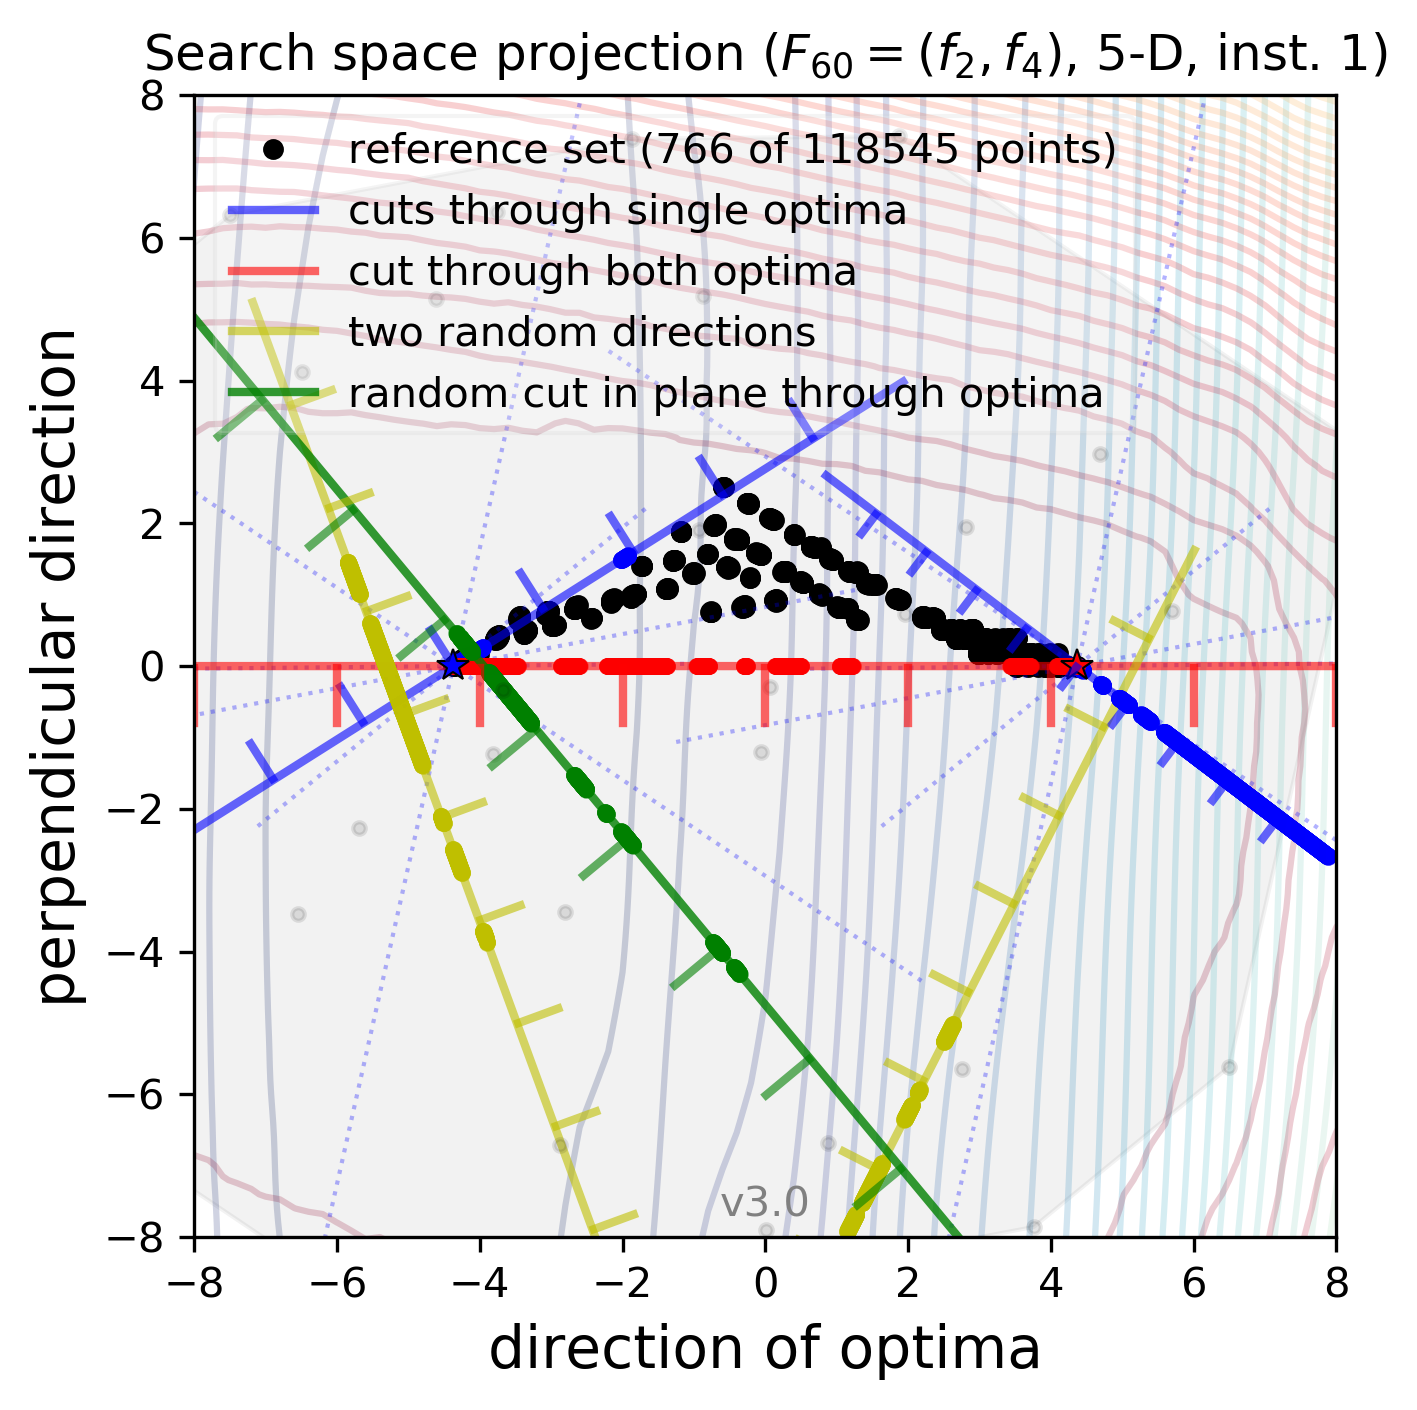 Search space projection (F₆₀ = (f₂, f₄), 5-D, inst. 1)
reference set (766 of 118545 points)
cuts through single optima
cut through both optima
two random directions
random cut in plane through optima
perpendicular direction
8
6
4
2
0
−2
−4
−6
−8
v3.0
−8 −6 −4 −2 0 2 4 6 8
direction of optima